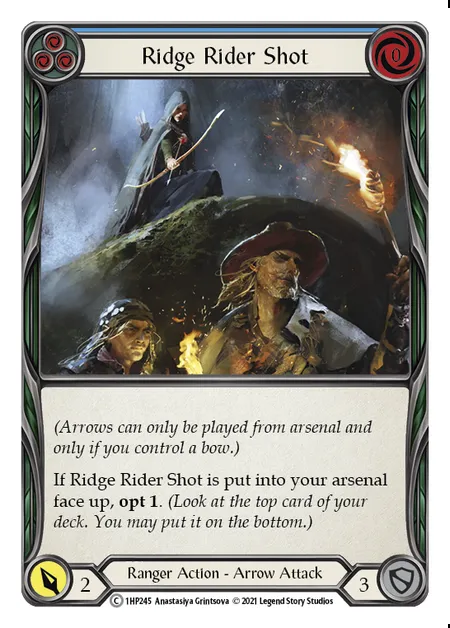 Ridge Rider Shot
0
(Arrows can only be played from arsenal and
only if you control a bow.)
If Ridge Rider Shot is put into your arsenal
face up, opt 1. (Look at the top card of your
deck. You may put it on the bottom.)
2
Ranger Action - Arrow Attack
3
C 1HP245 Anastasiya Grintsova © 2021 Legend Story Studios